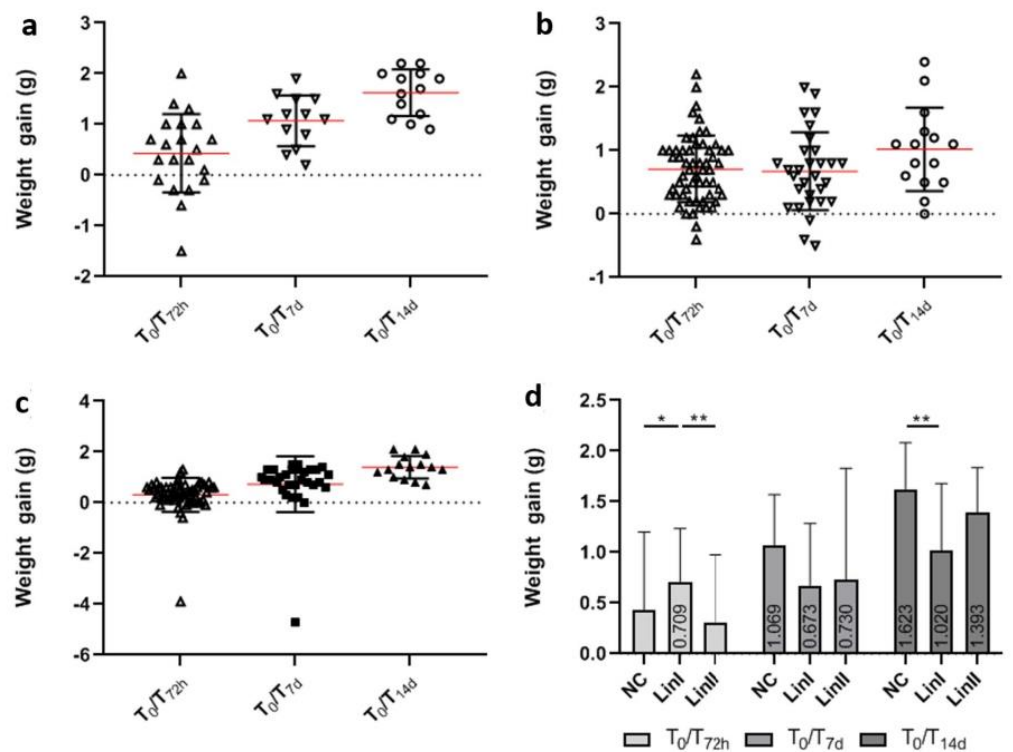 a
Weight gain (g)
3
2
1
0
-1
-2
T0/T72h
T0/T7d
T0/T14d
b
Weight gain (g)
3
2
1
0
-1
T0/T72h
T0/T7d
T0/T14d
c
Weight gain (g)
4
2
0
-2
-4
-6
T0/T72h
T0/T7d
T0/T14d
d
Weight gain (g)
2.5
2.0
1.5
1.0
0.5
0.0
* ** **
0.709 1.069 0.673 0.730 1.623 1.020 1.393
NC LinI LinII NC LinI LinII NC LinI LinII
T0/T72h T0/T7d T0/T14d